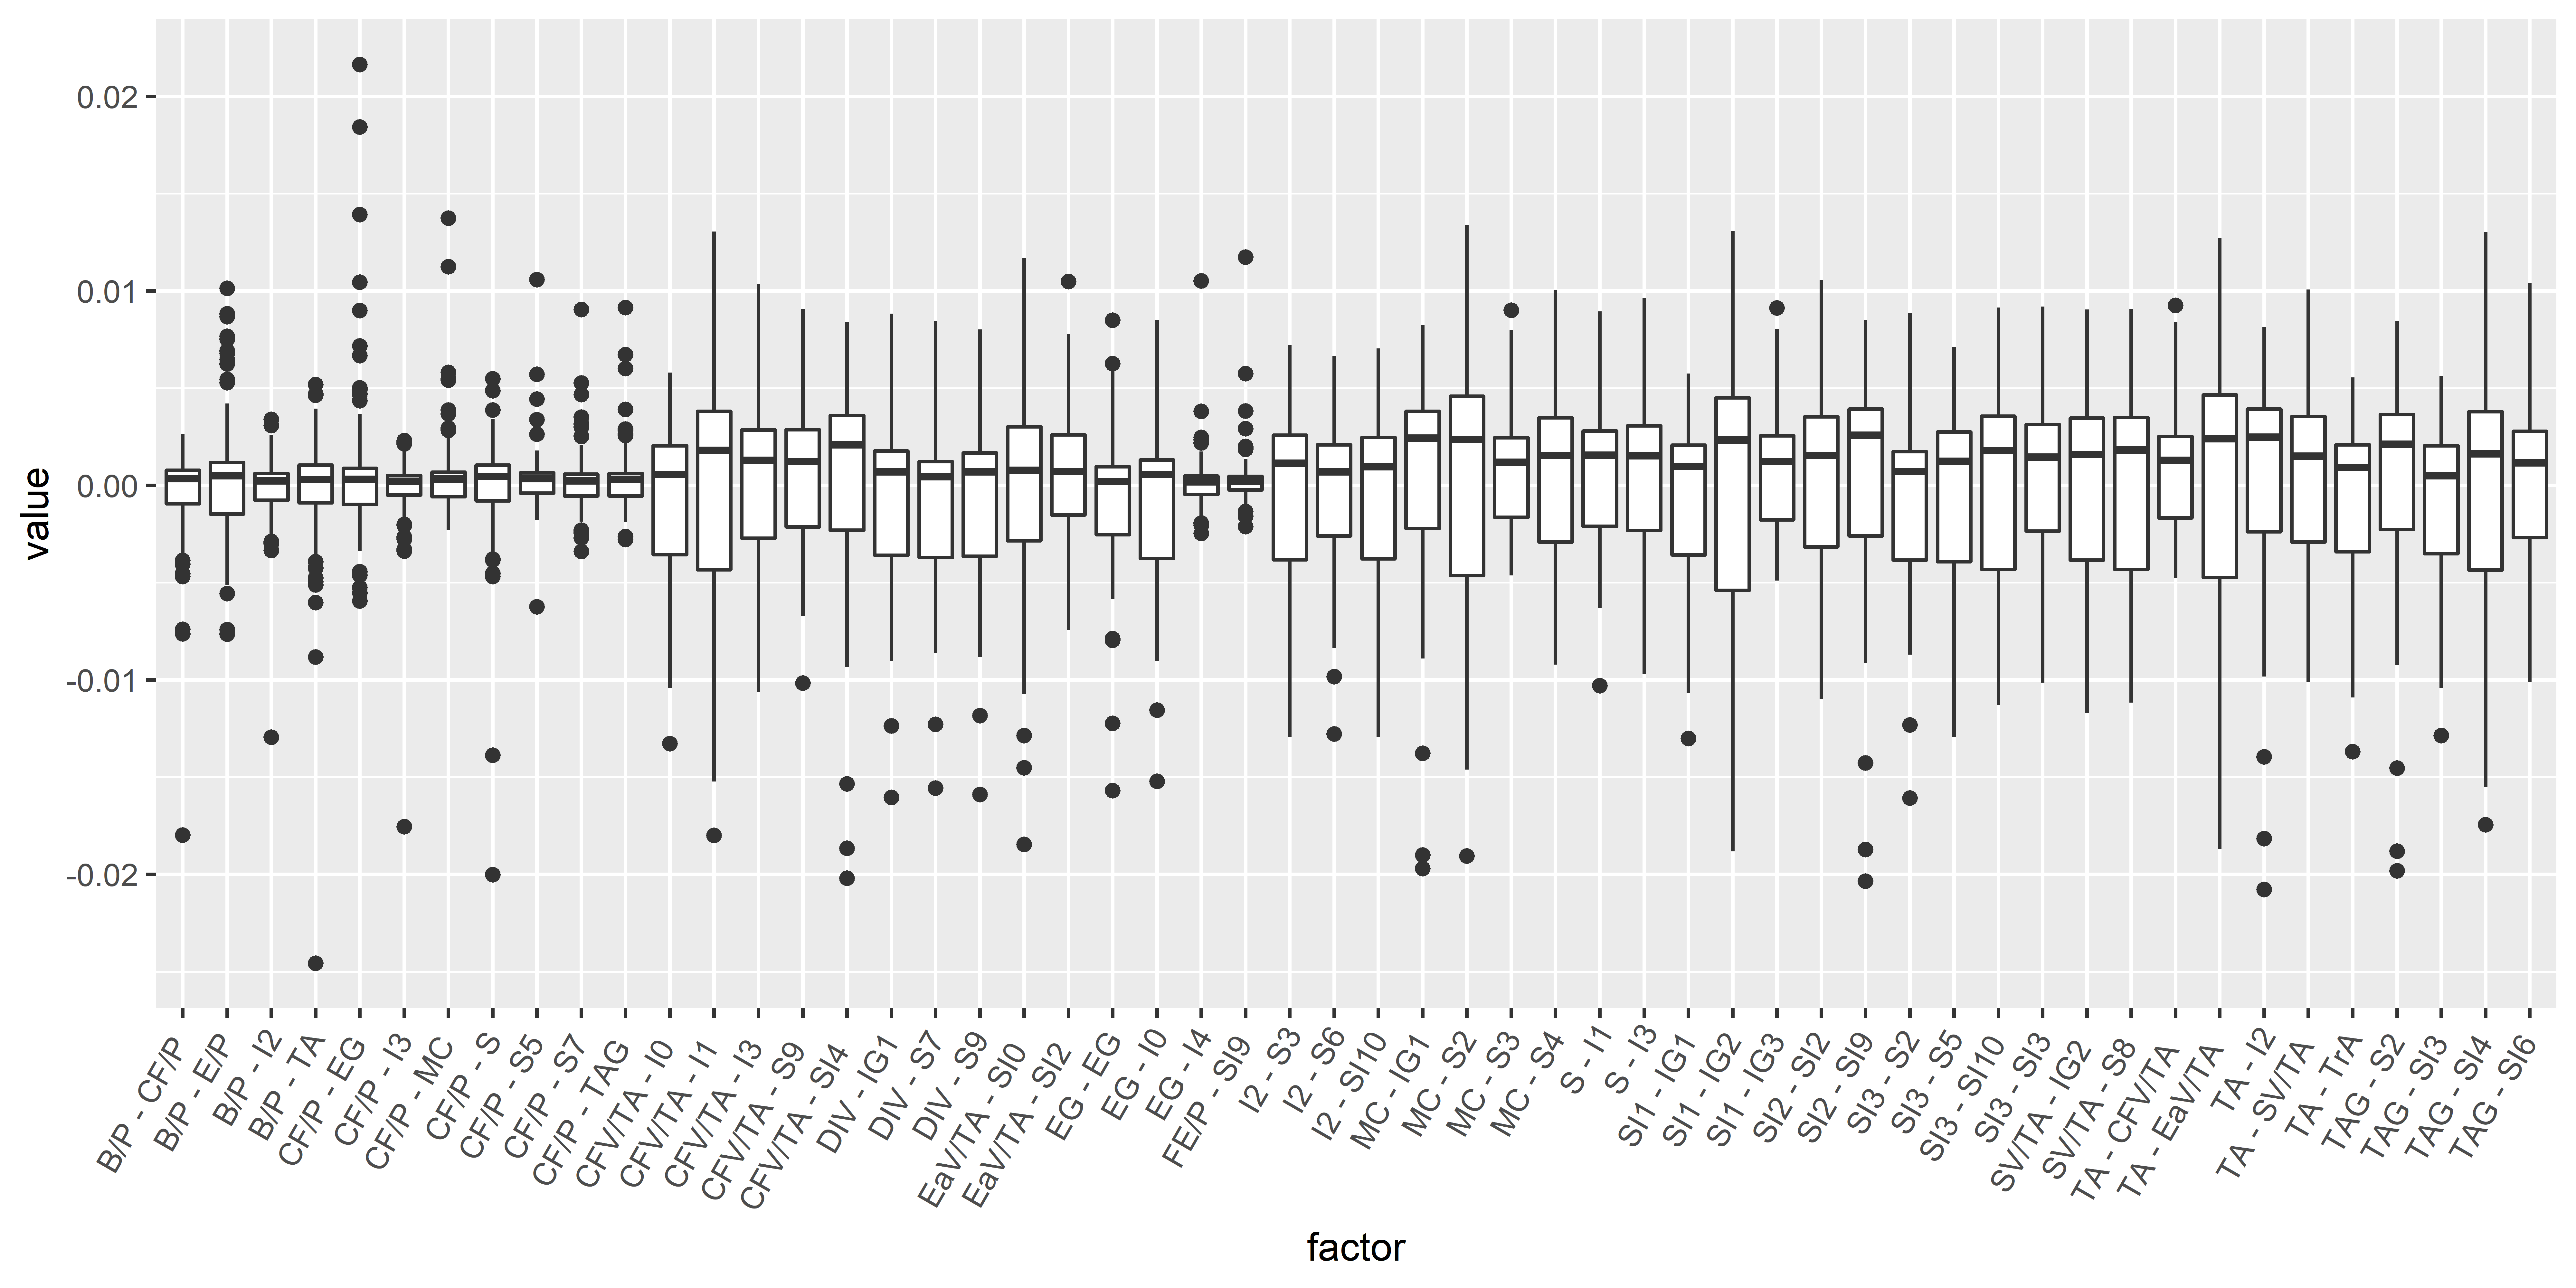 value
0.02
0.01
0.00
-0.01
-0.02
B/P - CF/P
B/P - E/P
B/P - I2
B/P - TA
CF/P - EG
CF/P - I3
CF/P - MC
CF/P - S
CF/P - S5
CF/P - S7
CF/P - TAG
CFV/TA - I0
CFV/TA - I1
CFV/TA - I3
CFV/TA - S9
CFV/TA - SI4
DIV - IG1
DIV - S7
DIV - S9
EaV/TA - SI0
EaV/TA - SI2
EG - EG
EG - I0
EG - I4
FE/P - SI9
I2 - S3
I2 - S6
I2 - SI10
MC - IG1
MC - S2
MC - S3
MC - S4
S - I1
S - I3
SI1 - IG1
SI1 - IG2
SI1 - IG3
SI2 - SI2
SI2 - SI9
SI3 - S2
SI3 - S5
SI3 - SI10
SI3 - SI3
SV/TA - IG2
SV/TA - S8
TA - CFV/TA
TA - EaV/TA
TA - I2
TA - SV/TA
TA - TrA
TAG - S2
TAG - SI3
TAG - SI4
TAG - SI6
factor